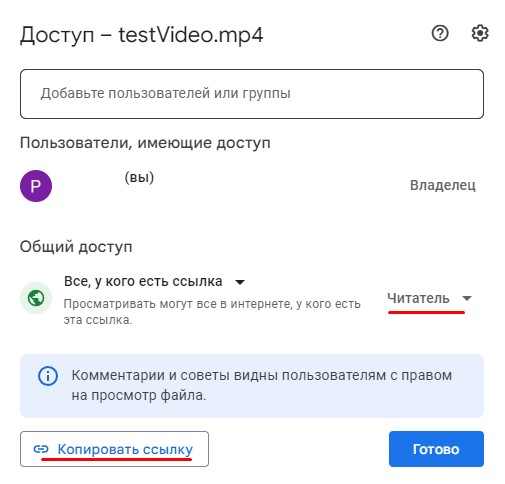 Доступ – testVideo.mp4
Добавьте пользователей или группы
Пользователи, имеющие доступ
P
(вы)
Владелец
Общий доступ
Все, у кого есть ссылка
Просматривать могут все в интернете, у кого есть
эта ссылка.
Читатель
Комментарии и советы видны пользователям с правом
на просмотр файла.
Копировать ссылку
Готово